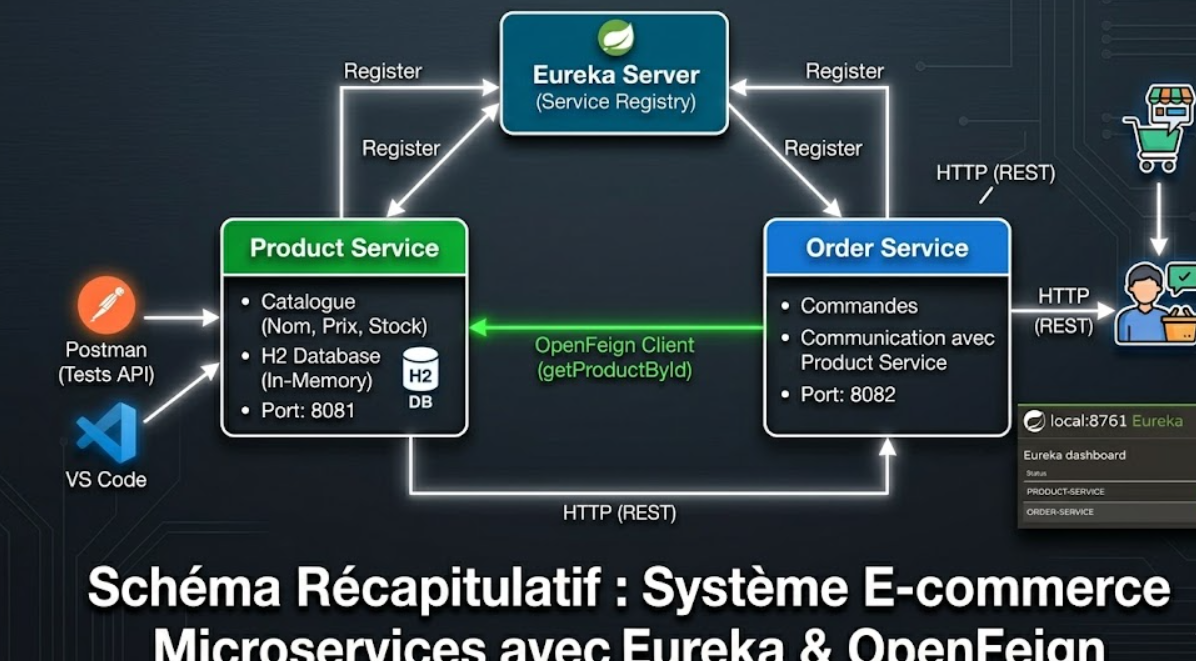 Eureka Server
(Service Registry)
Register
Register
Register
Register
HTTP (REST)
Product Service
• Catalogue
(Nom, Prix, Stock)
• H2 Database
(In-Memory)
• Port: 8081
H2
DB
Order Service
• Commandes
• Communication avec
Product Service
• Port: 8082
Postman
(Tests API)
VS Code
OpenFeign Client
(getProductById)
HTTP
(REST)
HTTP (REST)
local:8761 Eureka
Eureka dashboard
Status
PRODUCT-SERVICE
ORDER-SERVICE
Schéma Récapitulatif : Système E-commerce
Microservices avec Eureka & OpenFeign